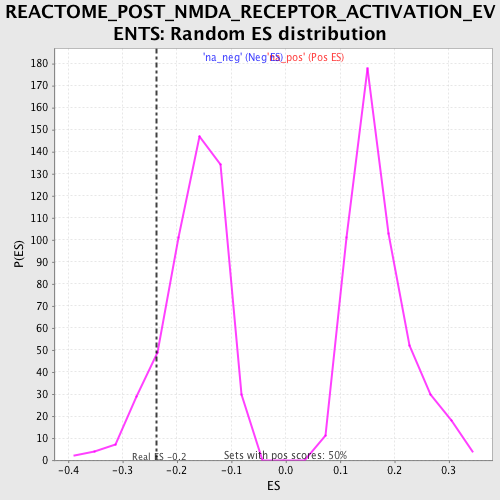 REACTOME_POST_NMDA_RECEPTOR_ACTIVATION_EV
ENTS: Random ES distribution
'na_neg' (Neg ES)
'na_pos' (Pos ES)
180
170
160
150
140
130
120
110
100
90
80
70
60
50
40
30
20
10
0
P(ES)
Real ES -0.2
Sets with pos scores: 50%
-0.4 -0.3 -0.2 -0.1 0.0 0.1 0.2 0.3
ES